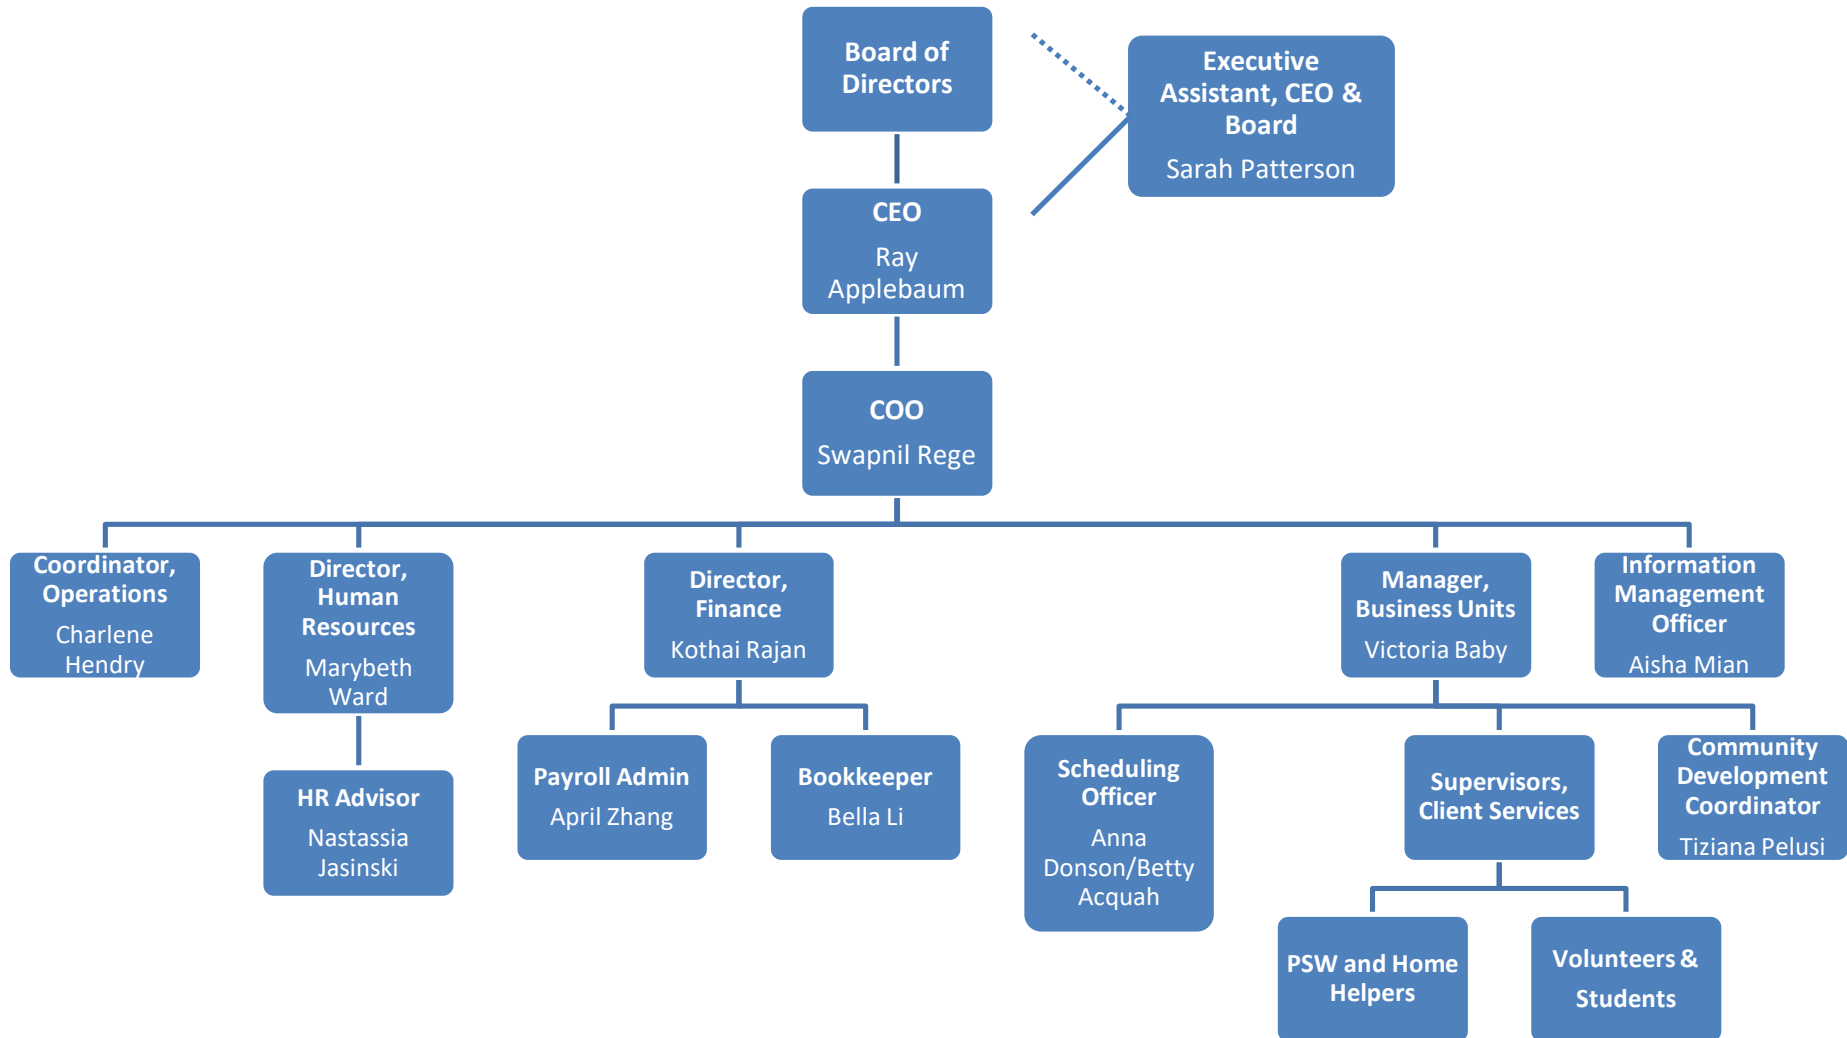 Board of
Directors
Executive
Assistant, CEO &
Board
Sarah Patterson
CEO
Ray
Applebaum
COO
Swapnil Rege
Coordinator,
Operations
Charlene
Hendry
Director,
Human
Resources
Marybeth
Ward
Director,
Finance
Kothai Rajan
Manager,
Business Units
Victoria Baby
Information
Management
Officer
Aisha Mian
HR Advisor
Nastassia
Jasinski
Payroll Admin
April Zhang
Bookkeeper
Bella Li
Scheduling
Officer
Anna
Donson/Betty
Acquah
Supervisors,
Client Services
Community
Development
Coordinator
Tiziana Pelusi
PSW and Home
Helpers
Volunteers &
Students